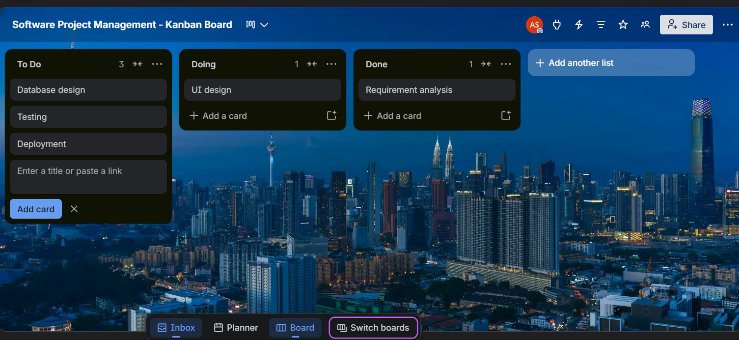 Software Project Management - Kanban Board
AS
Share
To Do
3
Database design
Testing
Deployment
Enter a title or paste a link
Add card
Doing
1
UI design
Add a card
Done
1
Requirement analysis
Add a card
Add another list
Inbox
Planner
Board
Switch boards